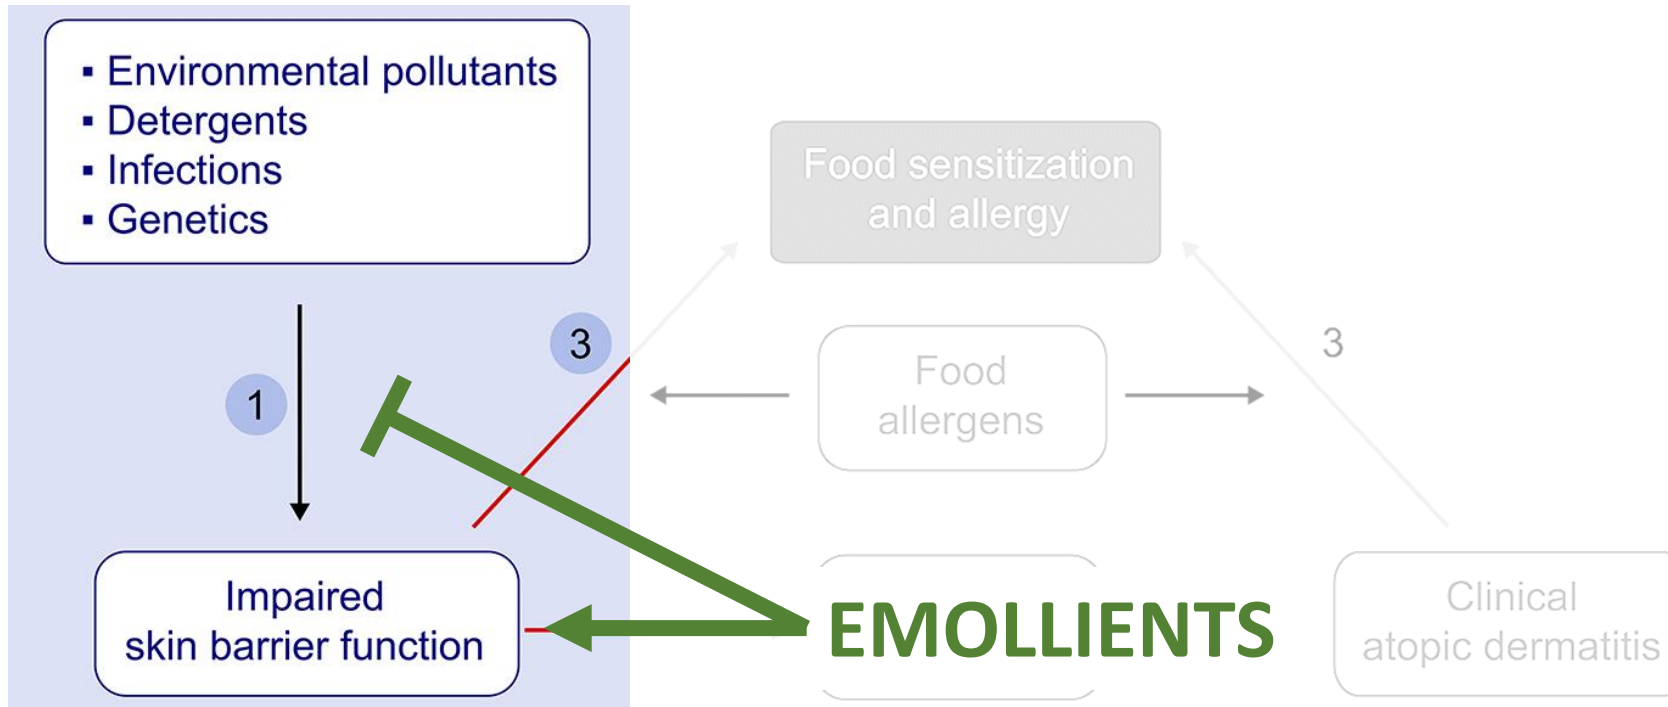 ▪ Environmental pollutants
▪ Detergents
▪ Infections
▪ Genetics
Food sensitization
and allergy
1
3
Food
allergens
3
Impaired
skin barrier function
EMOLLIENTS
Clinical
atopic dermatitis